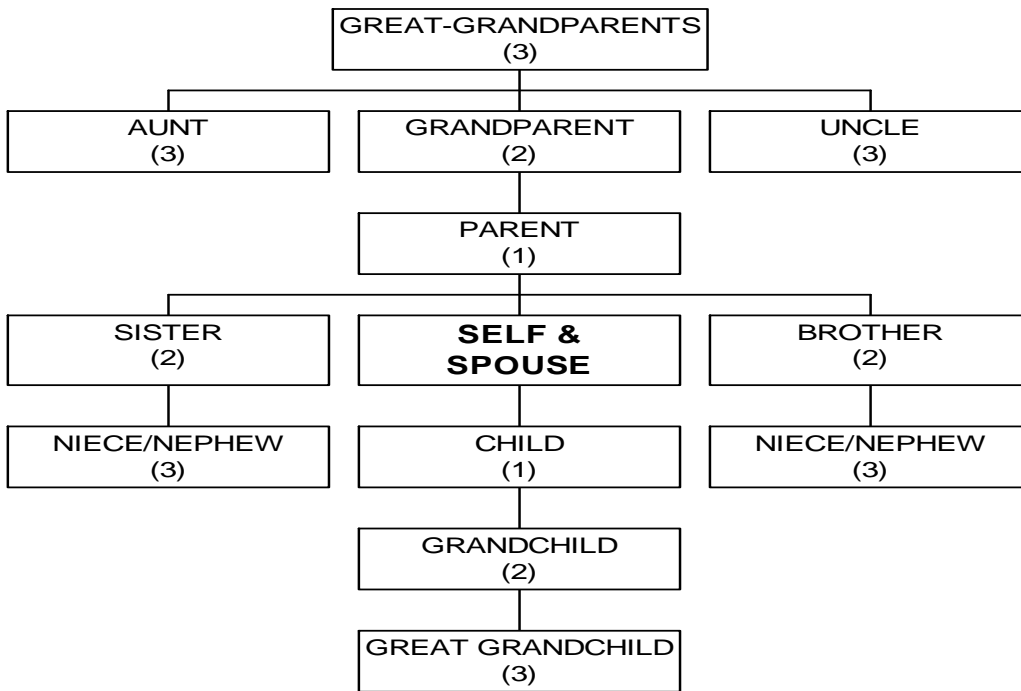 GREAT-GRANDPARENTS
(3)
AUNT
(3)
GRANDPARENT
(2)
UNCLE
(3)
PARENT
(1)
SISTER
(2)
SELF &
SPOUSE
BROTHER
(2)
NIECE/NEPHEW
(3)
CHILD
(1)
NIECE/NEPHEW
(3)
GRANDCHILD
(2)
GREAT GRANDCHILD
(3)